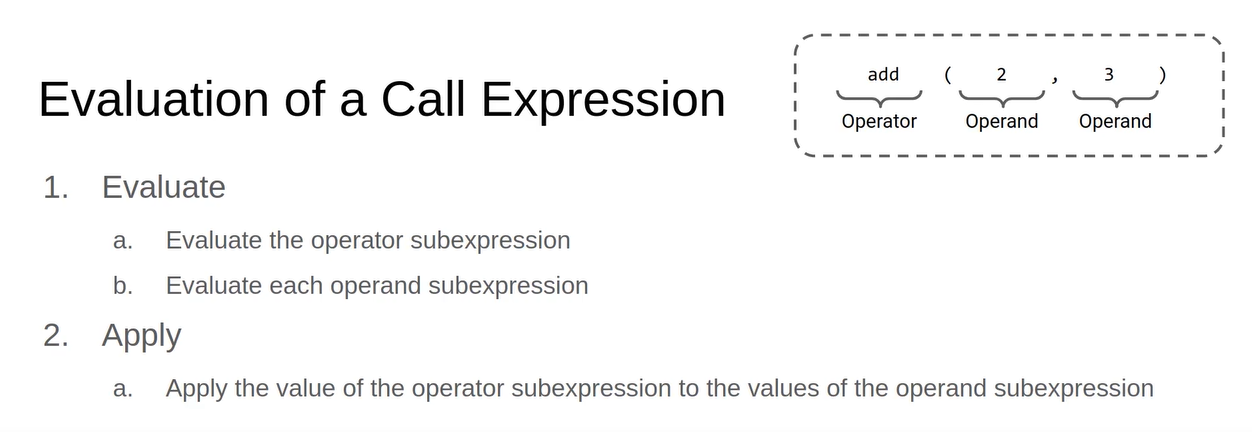 Evaluation of a Call Expression
add ( 2 , 3 )
Operator Operand Operand
1. Evaluate
a. Evaluate the operator subexpression
b. Evaluate each operand subexpression
2. Apply
a. Apply the value of the operator subexpression to the values of the operand subexpression